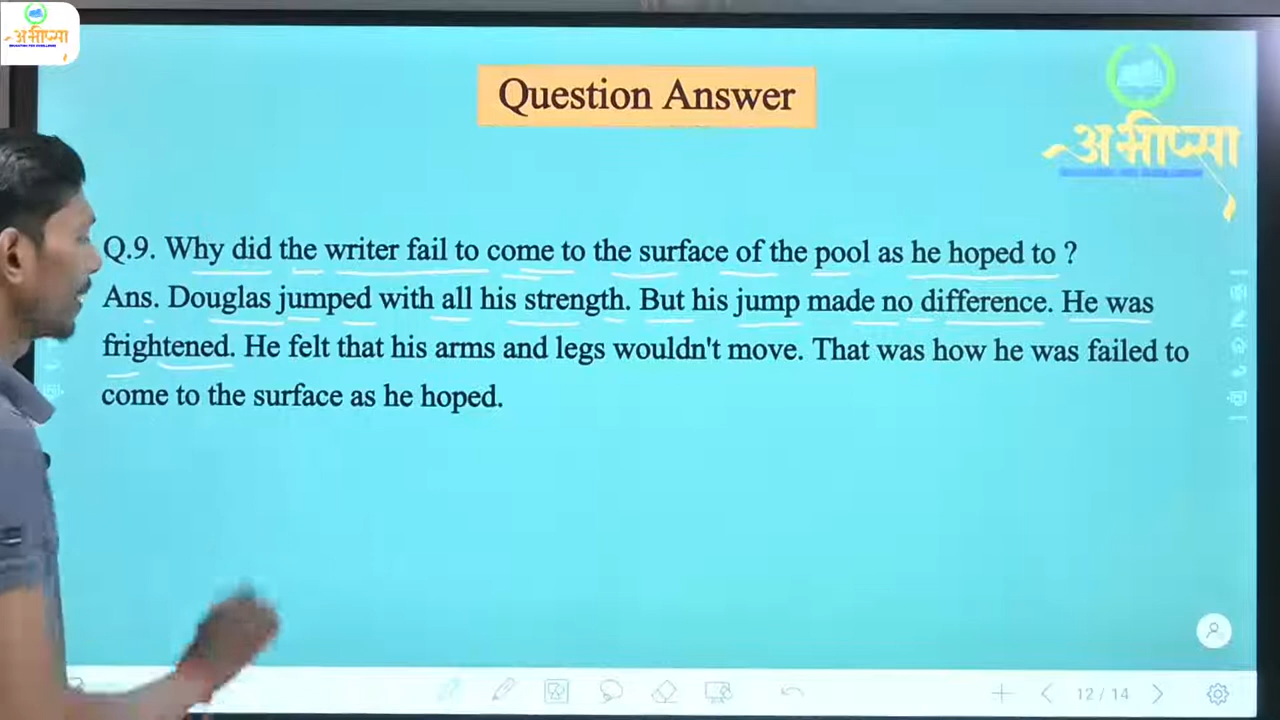 अभीप्सा
Question Answer
अभीप्सा
Q.9. Why did the writer fail to come to the surface of the pool as he hoped to ?
Ans. Douglas jumped with all his strength. But his jump made no difference. He was
frightened. He felt that his arms and legs wouldn't move. That was how he was failed to
come to the surface as he hoped.
12 / 14